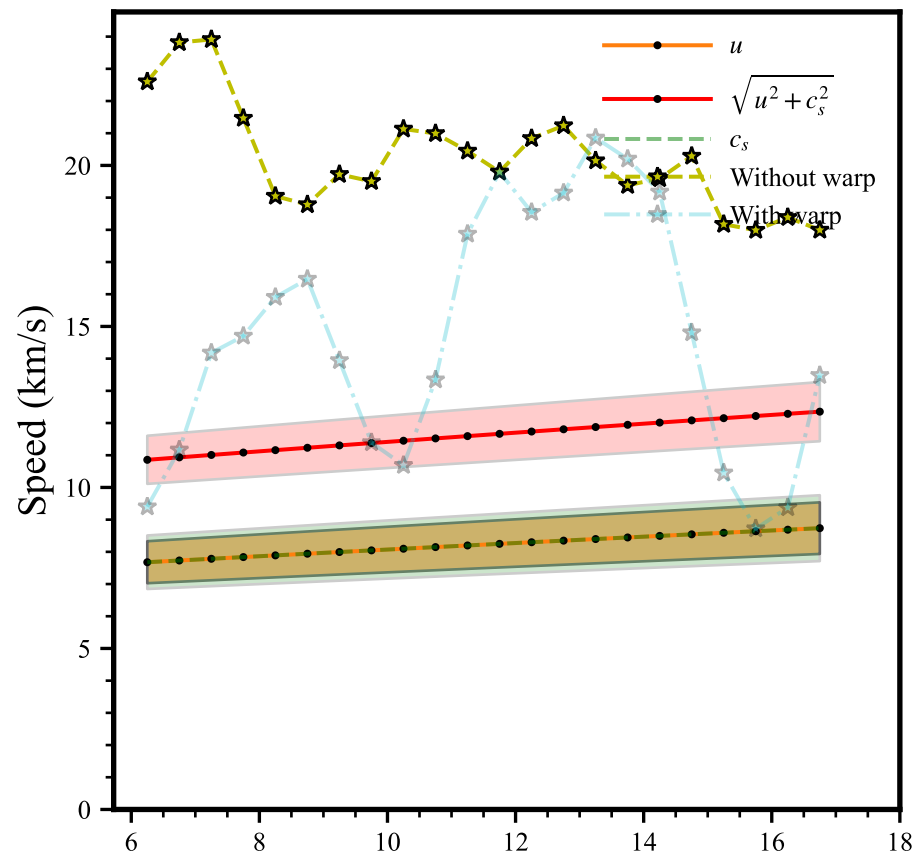 u
√(u² + c_s²)
c_s
Without warp
With warp
Speed (km/s)
20
15
10
5
0
6 8 10 12 14 16 18